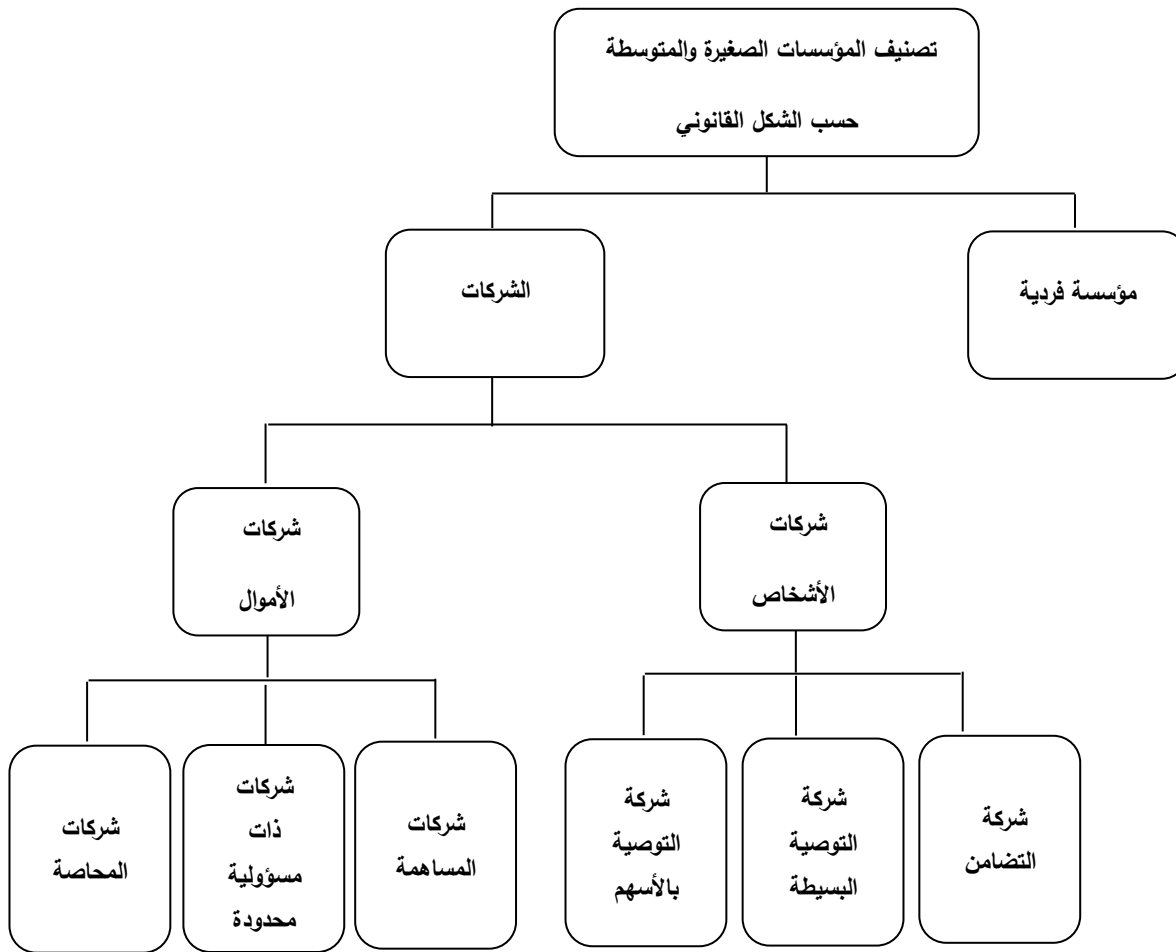 تصنيف المؤسسات الصغيرة والمتوسطة
حسب الشكل القانوني
مؤسسة فردية
الشركات
شركات
الأشخاص
شركات
الأموال
شركة
التضامن
شركة
التوصية
البسيطة
شركة
التوصية
بالأسهم
شركات
المساهمة
شركات
ذات
مسؤولية
محدودة
شركات
المحاصة